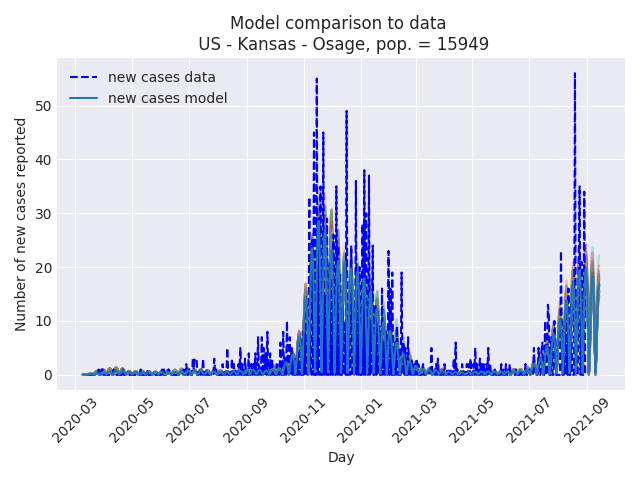 Model comparison to data
US - Kansas - Osage, pop. = 15949
new cases data
new cases model
Number of new cases reported
50
40
30
20
10
0
2020-03
2020-05
2020-07
2020-09
2020-11
2021-01
2021-03
2021-05
2021-07
2021-09
Day